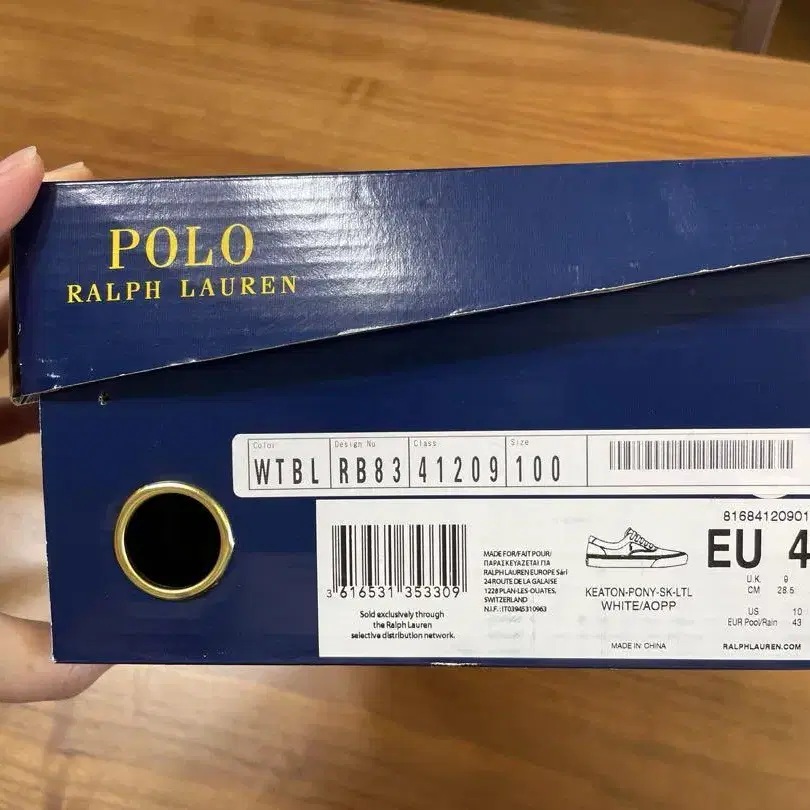 POLO
RALPH LAUREN
Color Design No Class Size
WTBL RB83 41209 100
81684120901
EU 4
U.K. 9
CM 28.5
US 10
EUR Pool/Rain 43
KEATON-PONY-SK-LTL
WHITE/AOPP
MADE IN CHINA
RALPHLAUREN.COM
3 616531 353309
Sold exclusively through
the Ralph Lauren
selective distribution network.
MADE FOR/FAIT POUR/
ΠΑΡΑΣΚΕΥΑΖΕΤΑΙ ΓΙΑ
RALPH LAUREN EUROPE Sàrl
24 ROUTE DE LA GALAISE
1228 PLAN-LES-OUATES,
SWITZERLAND
N.I.F.: IT03945310963